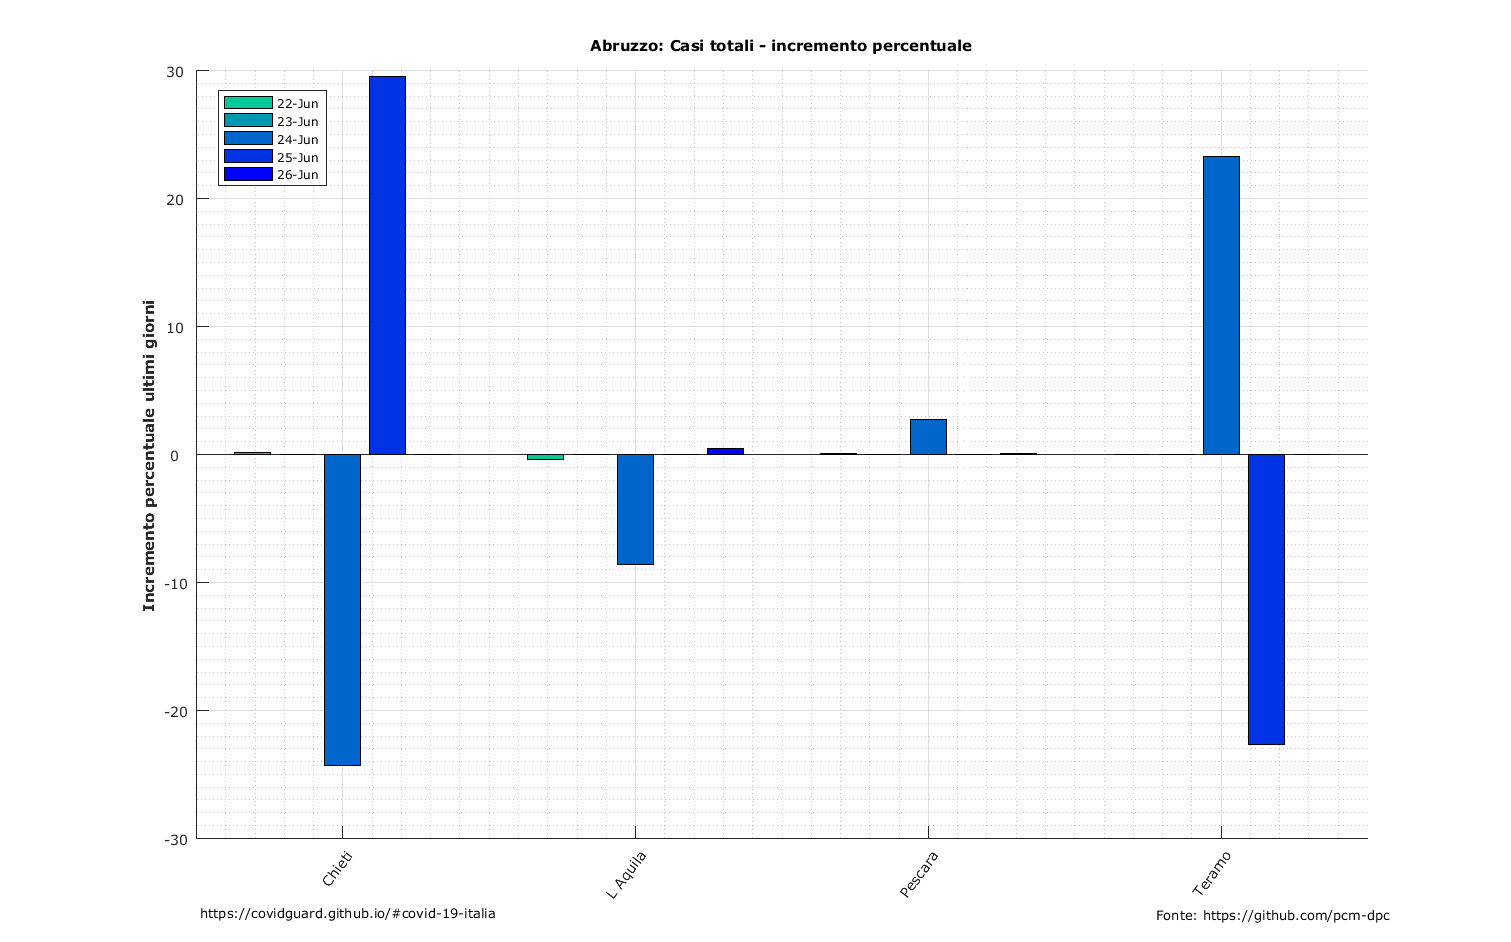 Abruzzo: Casi totali - incremento percentuale
30
20
10
0
-10
-20
-30
Incremento percentuale ultimi giorni
22-Jun
23-Jun
24-Jun
25-Jun
26-Jun
Chieti
L Aquila
Pescara
Teramo
https://covidguard.github.io/#covid-19-italia
Fonte: https://github.com/pcm-dpc